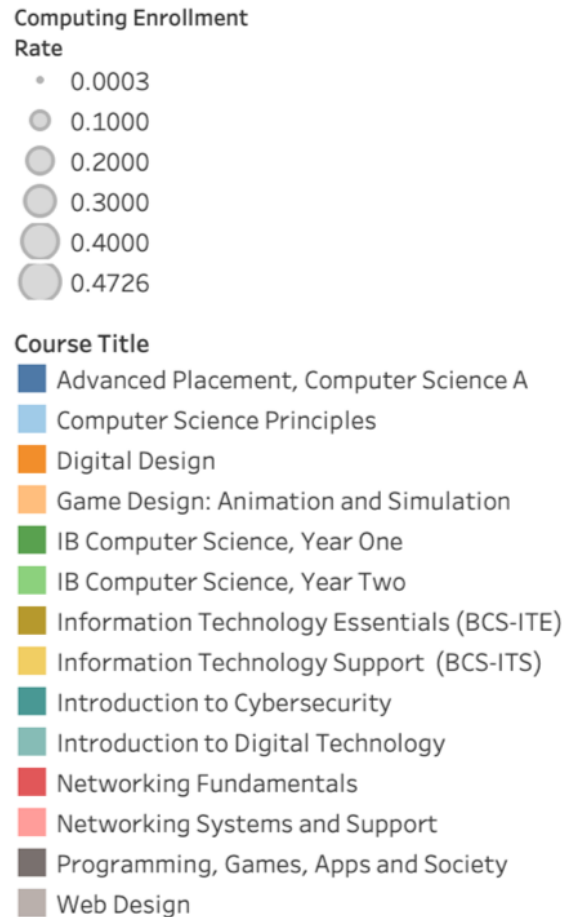 Computing Enrollment
Rate
0.0003
0.1000
0.2000
0.3000
0.4000
0.4726
Course Title
Advanced Placement, Computer Science A
Computer Science Principles
Digital Design
Game Design: Animation and Simulation
IB Computer Science, Year One
IB Computer Science, Year Two
Information Technology Essentials (BCS-ITE)
Information Technology Support (BCS-ITS)
Introduction to Cybersecurity
Introduction to Digital Technology
Networking Fundamentals
Networking Systems and Support
Programming, Games, Apps and Society
Web Design